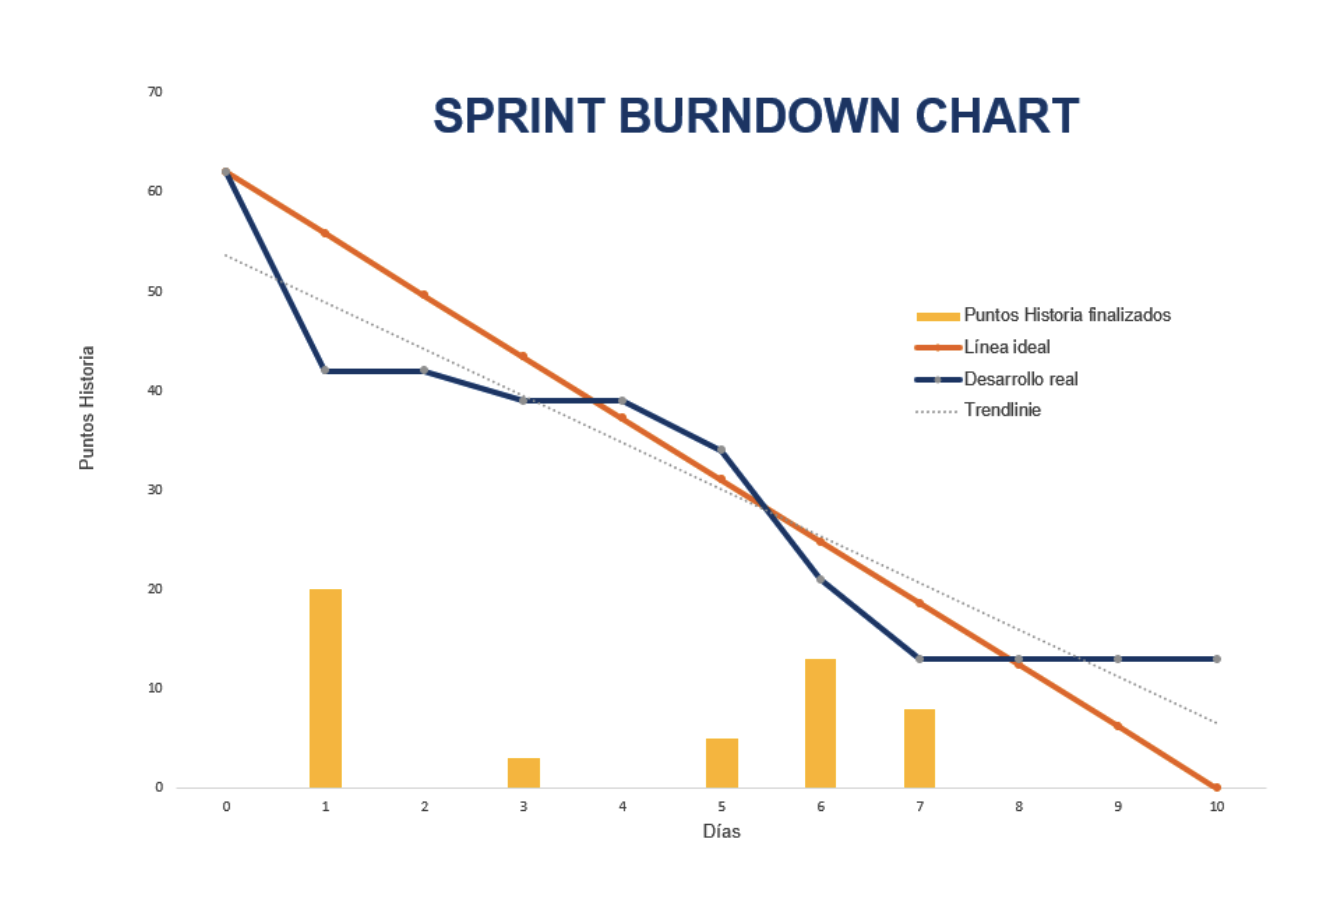 SPRINT BURNDOWN CHART
70
60
50
40
30
20
10
0
Puntos Historia
Puntos Historia finalizados
Línea ideal
Desarrollo real
Trendlinie
0 1 2 3 4 5 6 7 8 9 10
Días